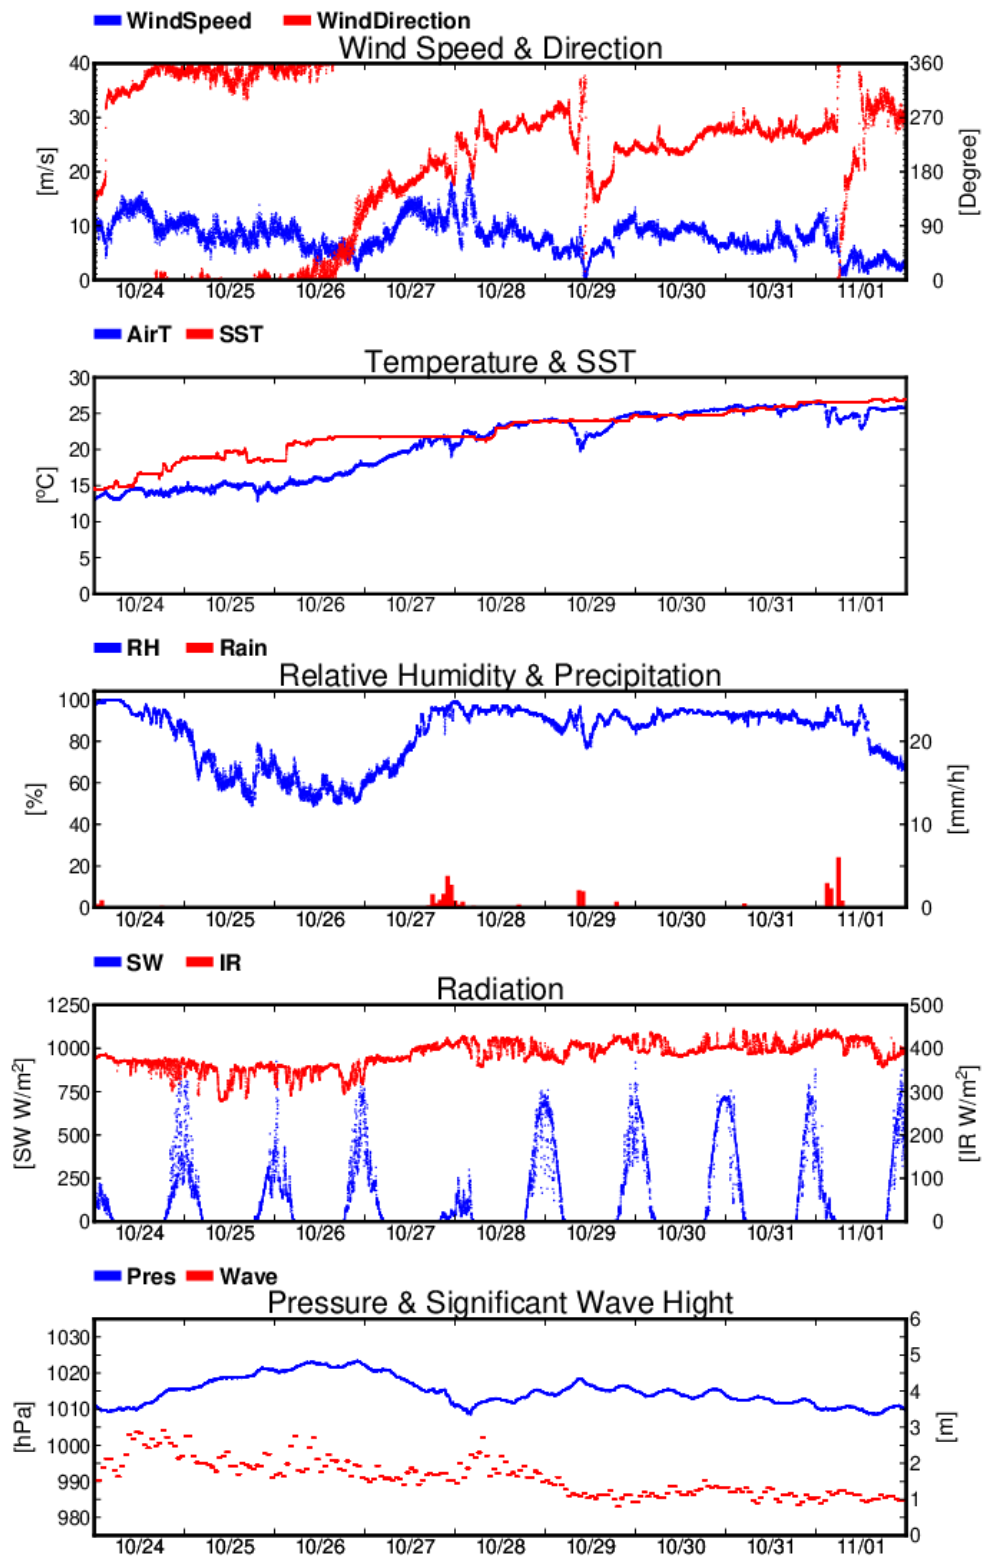 WindSpeed WindDirection
Wind Speed & Direction
40 360
30 270
20 180
10 90
0 0
[m/s]
[Degree]
10/24 10/25 10/26 10/27 10/28 10/29 10/30 10/31 11/01
AirT SST
Temperature & SST
30
25
20
15
10
5
0
[°C]
10/24 10/25 10/26 10/27 10/28 10/29 10/30 10/31 11/01
RH Rain
Relative Humidity & Precipitation
100
80 20
60
40 10
20
0 0
[%]
[mm/h]
10/24 10/25 10/26 10/27 10/28 10/29 10/30 10/31 11/01
SW IR
Radiation
1250 500
1000 400
750 300
500 200
250 100
0 0
[SW W/m²]
[IR W/m²]
10/24 10/25 10/26 10/27 10/28 10/29 10/30 10/31 11/01
Pres Wave
Pressure & Significant Wave Hight
6
1030
1020 5
1010 4
1000 3
990 2
980 1
0
[hPa]
[m]
10/24 10/25 10/26 10/27 10/28 10/29 10/30 10/31 11/01